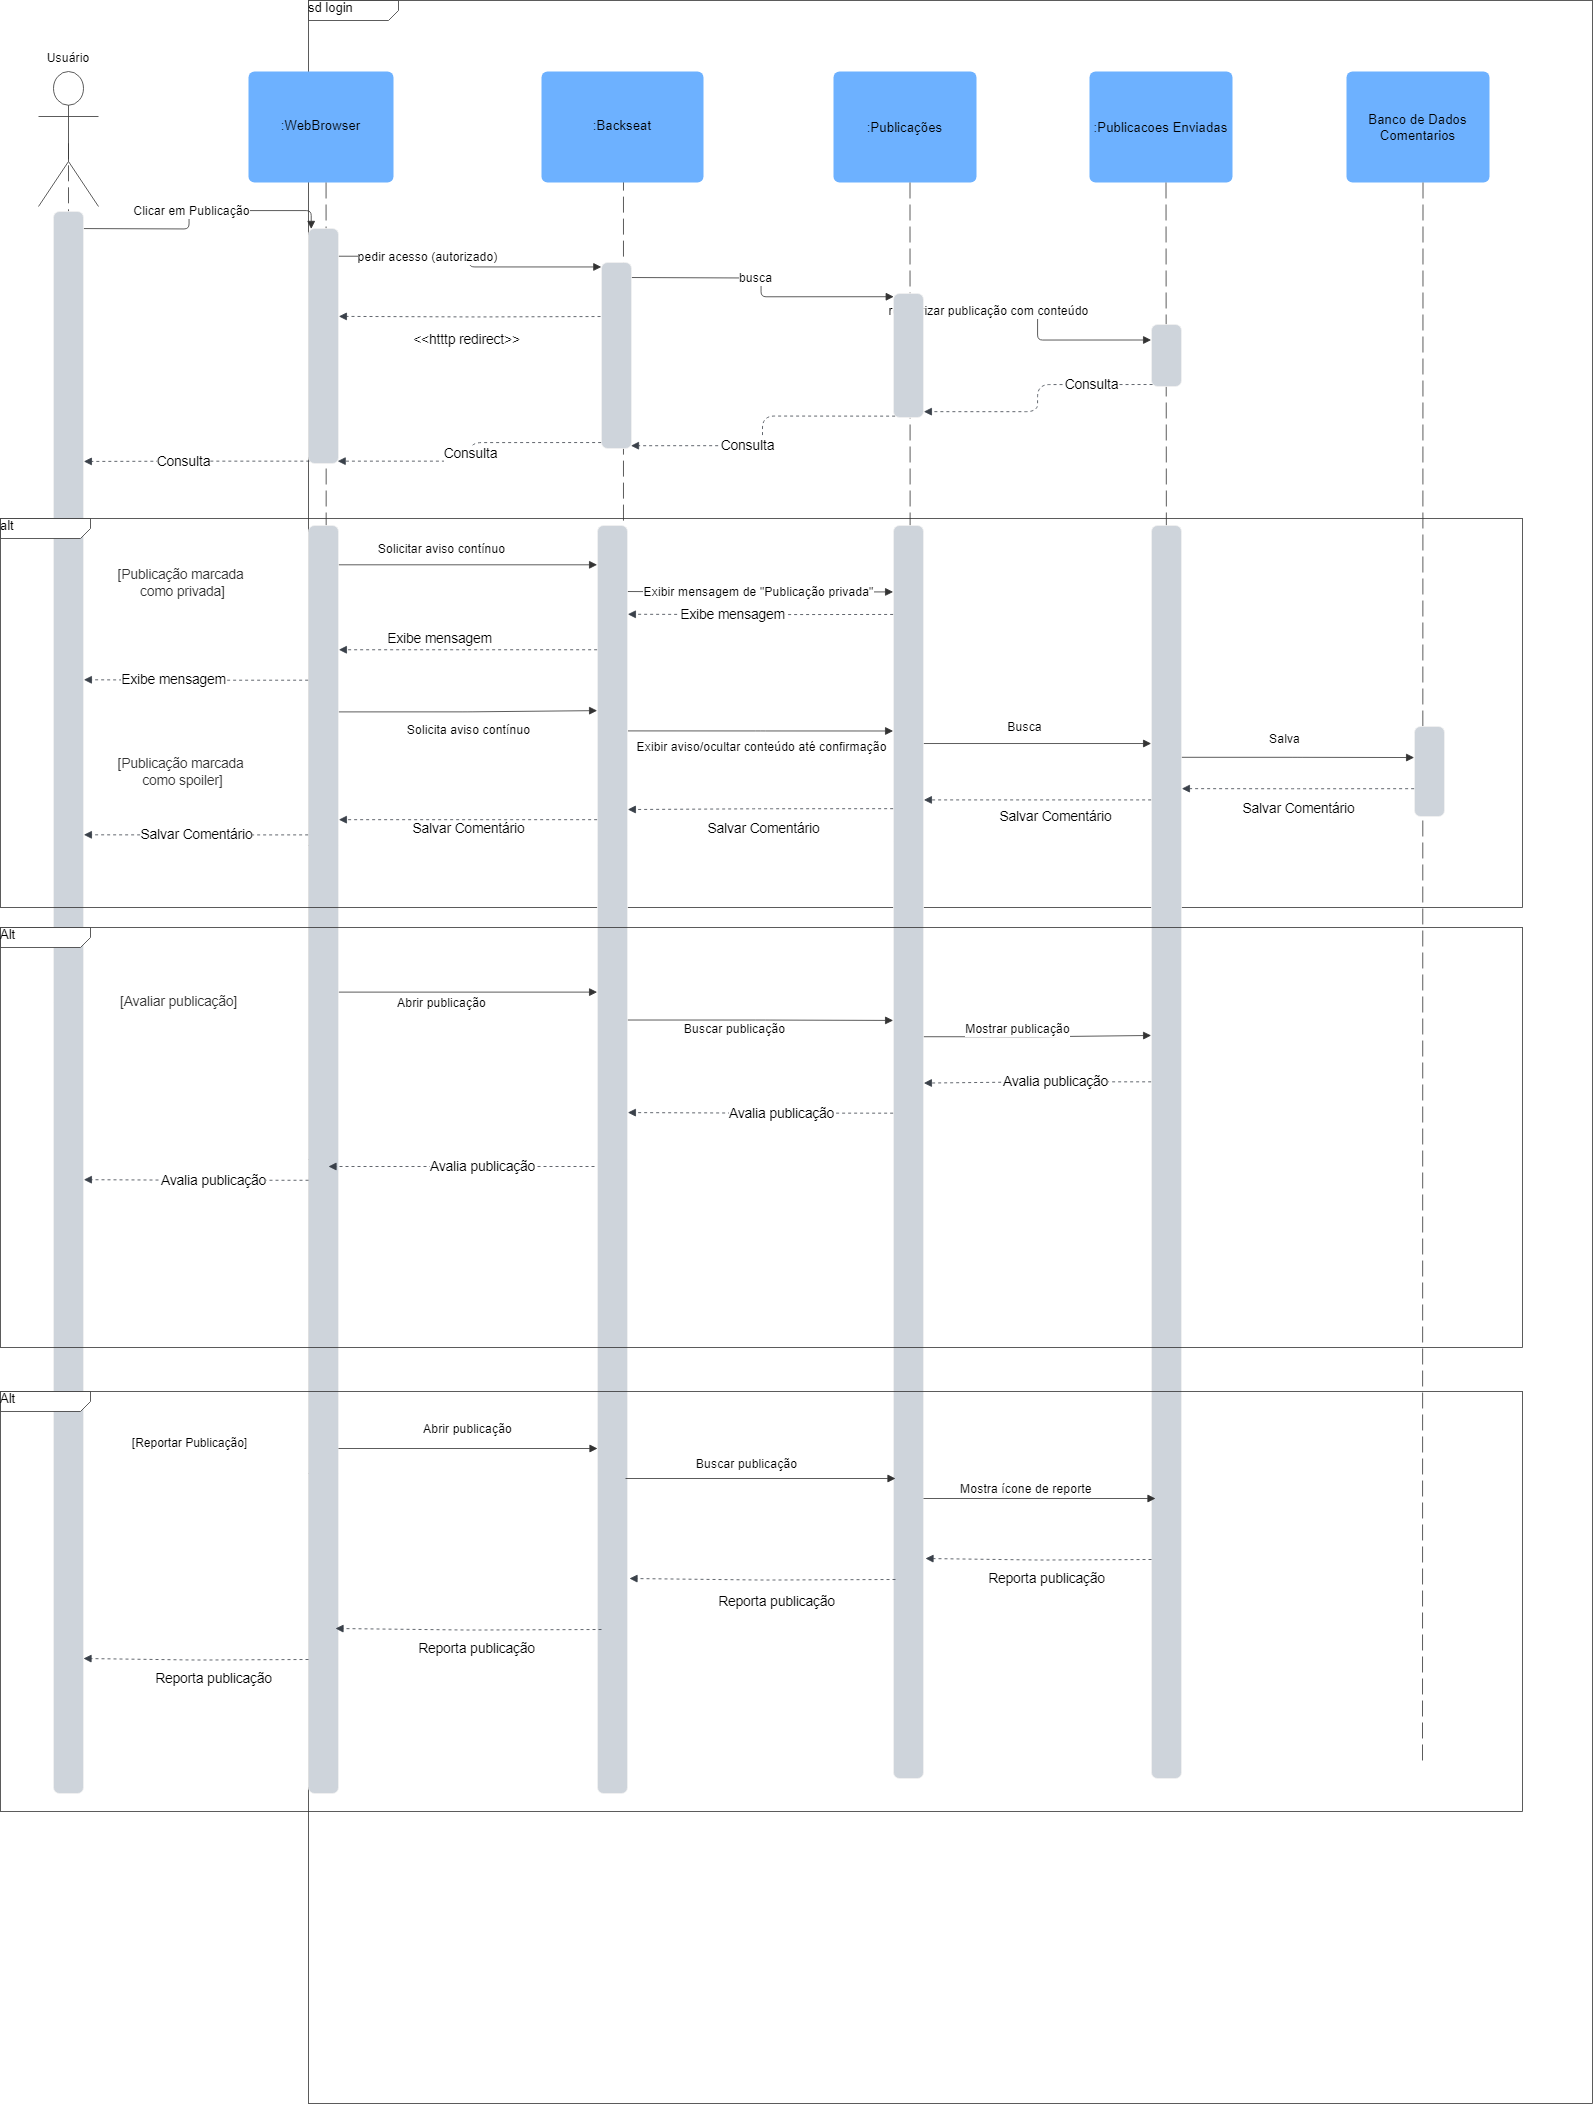 sd login
Usuário
:WebBrowser
:Backseat
:Publicações
:Publicacoes Enviadas
Banco de Dados
Comentarios
Clicar em Publicação
pedir acesso (autorizado)
busca
publicação com conteúdo
<<htttp redirect>>
Consulta
Consulta
Consulta
Consulta
alt
Solicitar aviso contínuo
[Publicação marcada
como privada]
Exibir mensagem de "Publicação privada"
Exibe mensagem
Exibe mensagem
Exibe mensagem
Solicita aviso contínuo
Exibir aviso/ocultar conteúdo até confirmação
Busca
Salva
[Publicação marcada
como spoiler]
Salvar Comentário
Salvar Comentário
Salvar Comentário
Salvar Comentário
Salvar Comentário
Alt
[Avaliar publicação]
Abrir publicação
Buscar publicação
Mostrar publicação
Avalia publicação
Avalia publicação
Avalia publicação
Avalia publicação
Alt
[Reportar Publicação]
Abrir publicação
Buscar publicação
Mostra ícone de reporte
Reporta publicação
Reporta publicação
Reporta publicação
Reporta publicação